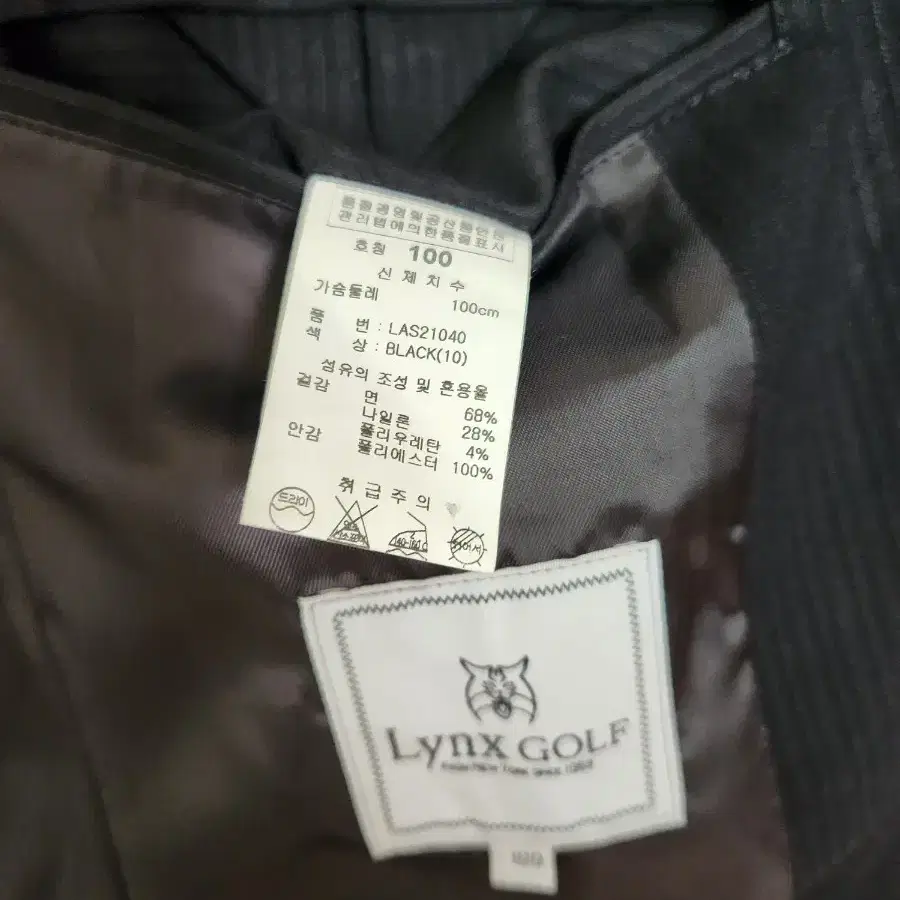 품질경영및공산품안전
관리법에의한품질표시
호칭 100
신체치수
가슴둘레 100cm
품 번 : LAS21040
색 상 : BLACK(10)
섬유의 조성 및 혼용율
겉감 면 68%
나일론 28%
폴리우레탄 4%
안감 폴리에스터 100%
취급주의
드라이
140-160℃
Lynx GOLF
SINCE
100